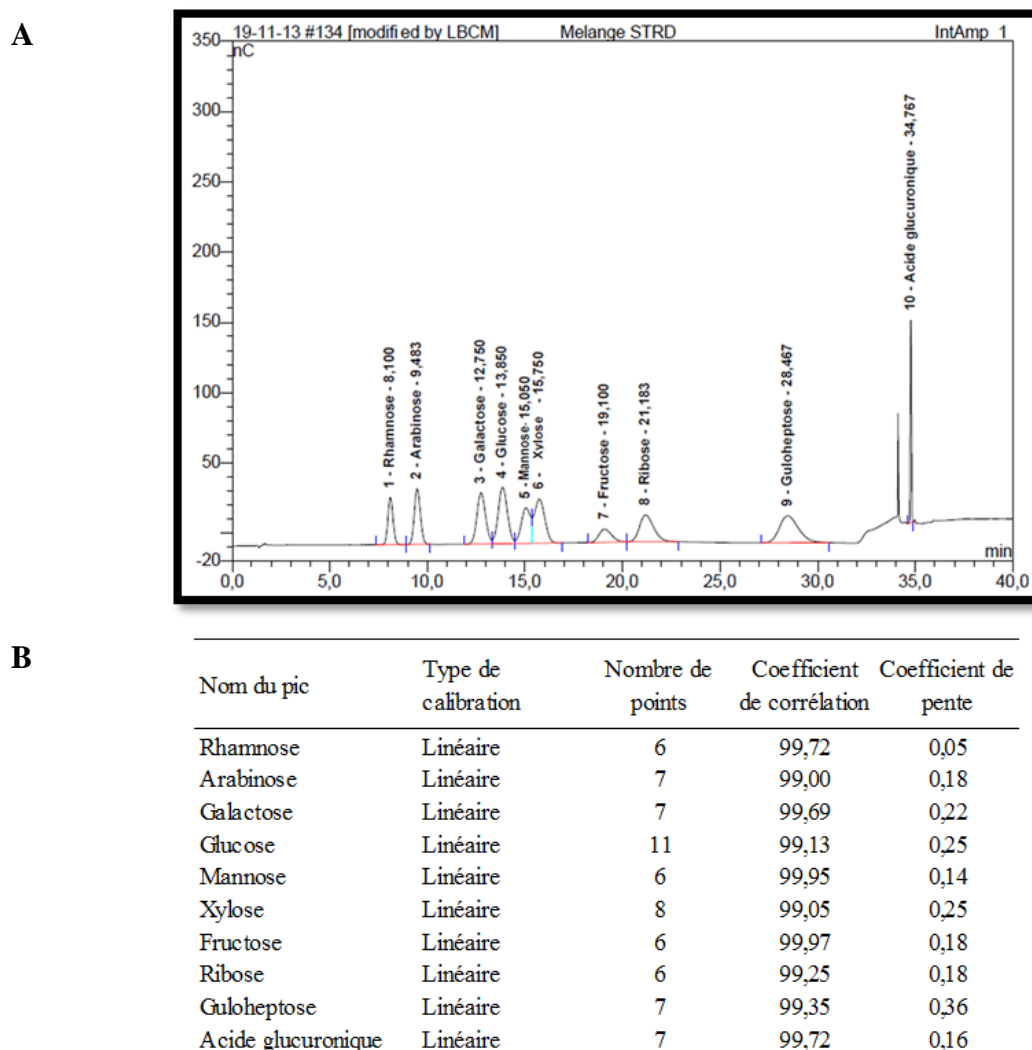 A
19-11-13 #134 [modified by LBCM] Melange STRD IntAmp_1
nC
350
300
250
200
150
100
50
-20
1 - Rhamnose - 8,100
2 - Arabinose - 9,483
3 - Galactose - 12,750
4 - Glucose - 13,850
5 - Mannose- 15,050
6 - Xylose - 15,750
7 - Fructose - 19,100
8 - Ribose - 21,183
9 - Guloheptose - 28,467
10 - Acide glucuronique - 34,767
min
0,0 5,0 10,0 15,0 20,0 25,0 30,0 35,0 40,0
B
Nom du pic Type de calibration Nombre de points Coefficient de corrélation Coefficient de pente
Rhamnose Linéaire 6 99,72 0,05
Arabinose Linéaire 7 99,00 0,18
Galactose Linéaire 7 99,69 0,22
Glucose Linéaire 11 99,13 0,25
Mannose Linéaire 6 99,95 0,14
Xylose Linéaire 8 99,05 0,25
Fructose Linéaire 6 99,97 0,18
Ribose Linéaire 6 99,25 0,18
Guloheptose Linéaire 7 99,35 0,36
Acide glucuronique Linéaire 7 99,72 0,16